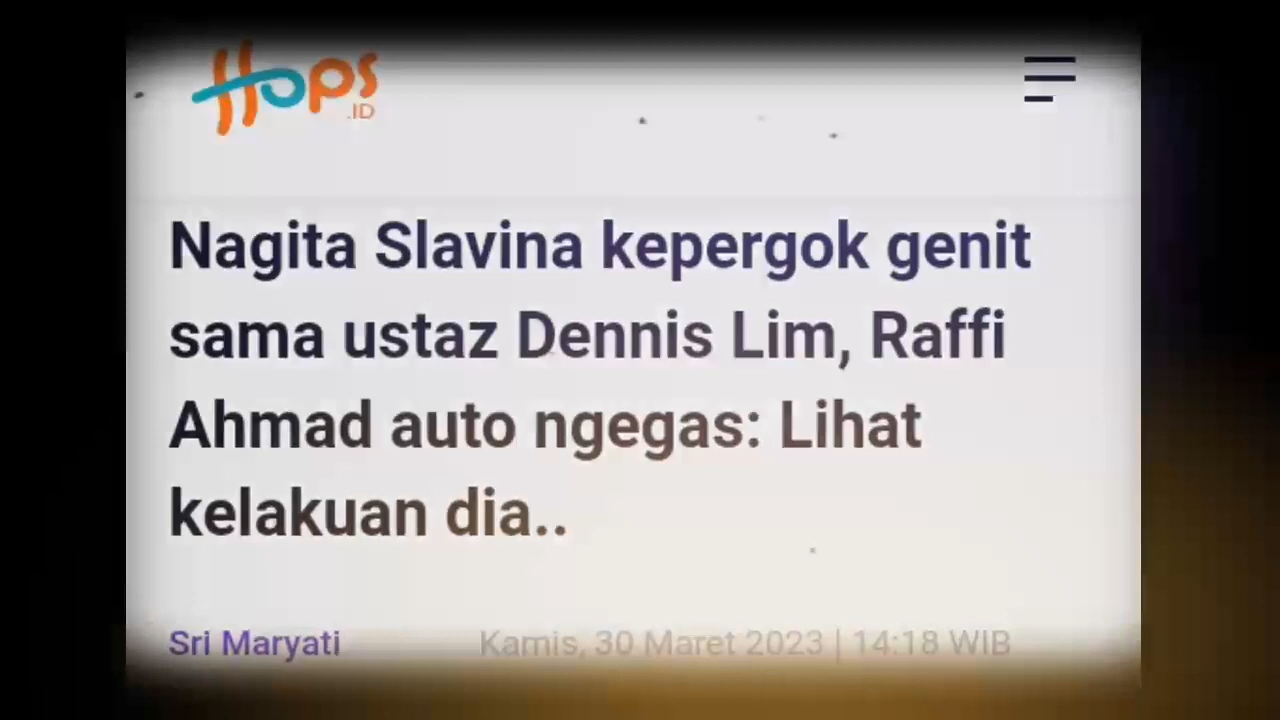 Hops
.ID
Nagita Slavina kepergok genit
sama ustaz Dennis Lim, Raffi
Ahmad auto ngegas: Lihat
kelakuan dia..
Sri Maryati Kamis, 30 Maret 2023 | 14:18 WIB